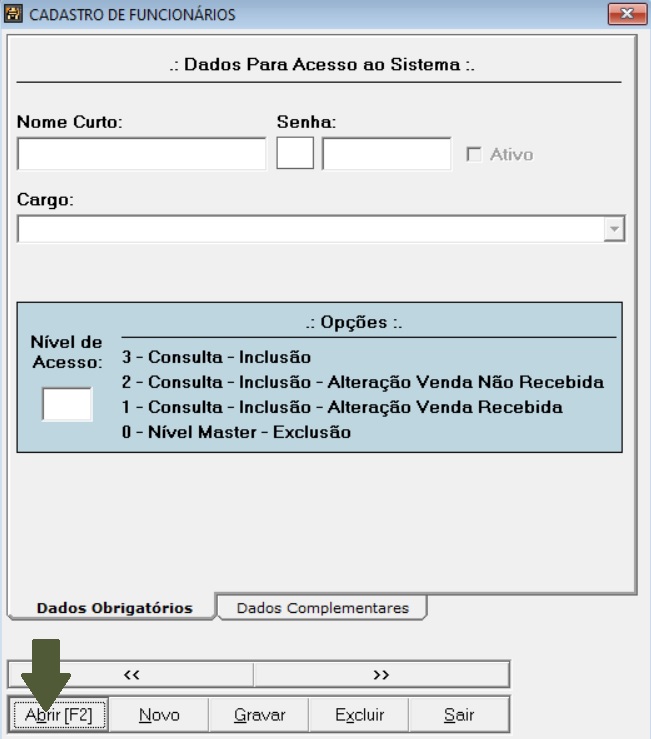 CADASTRO DE FUNCIONÁRIOS
.: Dados Para Acesso ao Sistema :.
Nome Curto: Senha:
Ativo
Cargo:
.: Opções :.
Nível de
Acesso:
3 - Consulta - Inclusão
2 - Consulta - Inclusão - Alteração Venda Não Recebida
1 - Consulta - Inclusão - Alteração Venda Recebida
0 - Nível Master - Exclusão
Dados Obrigatórios Dados Complementares
<< >>
Abrir [F2] Novo Gravar Excluir Sair